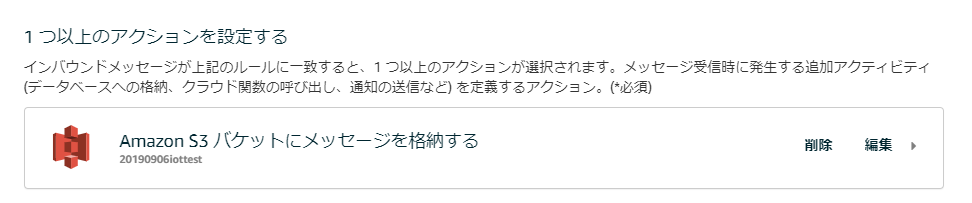 1 つ以上のアクションを設定する
インバウンドメッセージが上記のルールに一致すると、1 つ以上のアクションが選択されます。メッセージ受信時に発生する追加アクティビティ
(データベースへの格納、クラウド関数の呼び出し、通知の送信など) を定義するアクション。(*必須)
Amazon S3 バケットにメッセージを格納する
20190906iottest
削除 編集